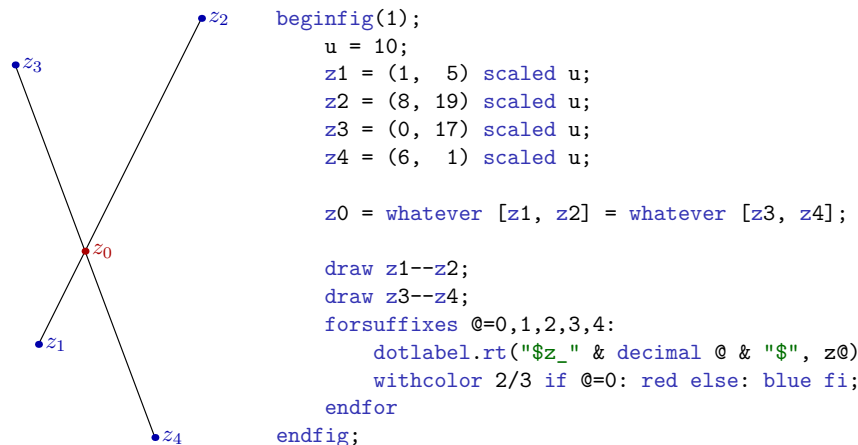 z₂
z₃
z₀
z₁
z₄
beginfig(1);
    u = 10;
    z1 = (1,  5) scaled u;
    z2 = (8, 19) scaled u;
    z3 = (0, 17) scaled u;
    z4 = (6,  1) scaled u;

    z0 = whatever [z1, z2] = whatever [z3, z4];

    draw z1--z2;
    draw z3--z4;
    forsuffixes @=0,1,2,3,4:
        dotlabel.rt("$z_" & decimal @ & "$", z@)
        withcolor 2/3 if @=0: red else: blue fi;
    endfor
endfig;